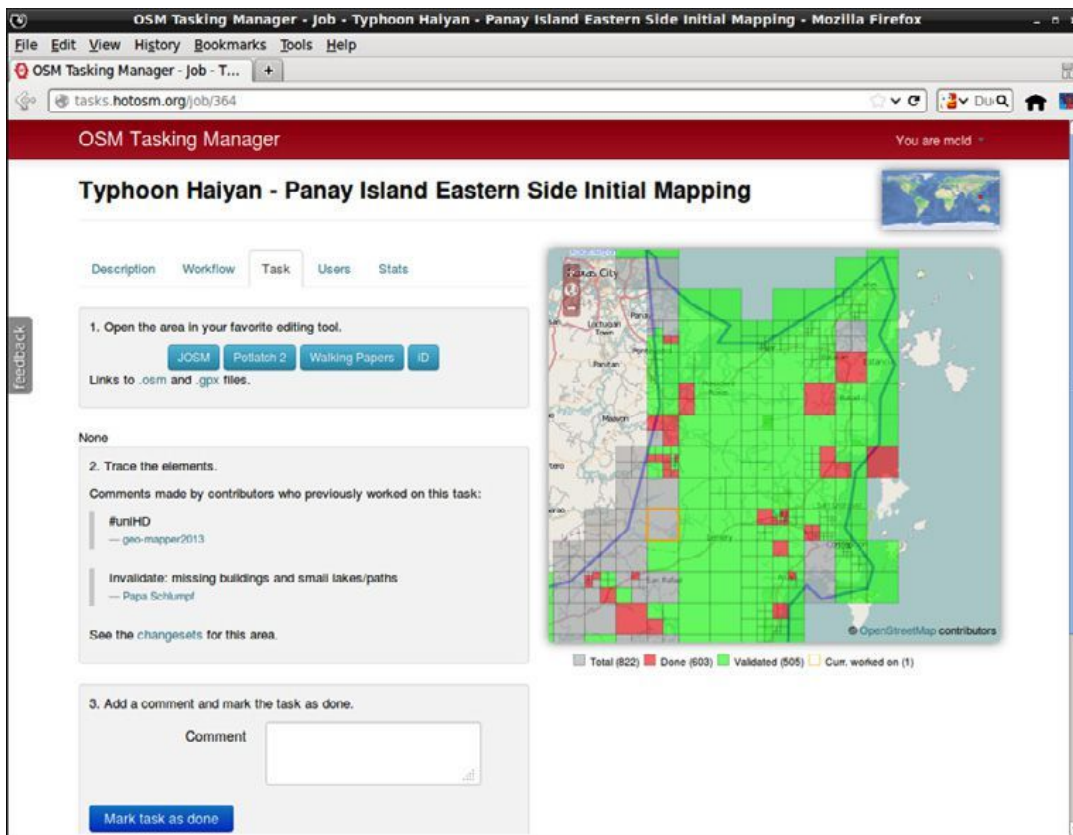 OSM Tasking Manager - Job - Typhoon Haiyan - Panay Island Eastern Side Initial Mapping - Mozilla Firefox
File Edit View History Bookmarks Tools Help
OSM Tasking Manager - Job - T...
tasks.hotosm.org/job/364
OSM Tasking Manager
You are mcld
Typhoon Haiyan - Panay Island Eastern Side Initial Mapping
Description Workflow Task Users Stats
feedback
1. Open the area in your favorite editing tool.
JOSM Potlatch 2 Walking Papers iD
Links to .osm and .gpx files.
None
2. Trace the elements.
Comments made by contributors who previously worked on this task:
#uniHD
— geo-mapper2013
Invalidate: missing buildings and small lakes/paths
— Papa Schlumpf
See the changesets for this area.
3. Add a comment and mark the task as done.
Comment
Mark task as done
Panitan
Maayon
San Rafael
© OpenStreetMap contributors
Total (822) Done (603) Validated (505) Curr. worked on (1)